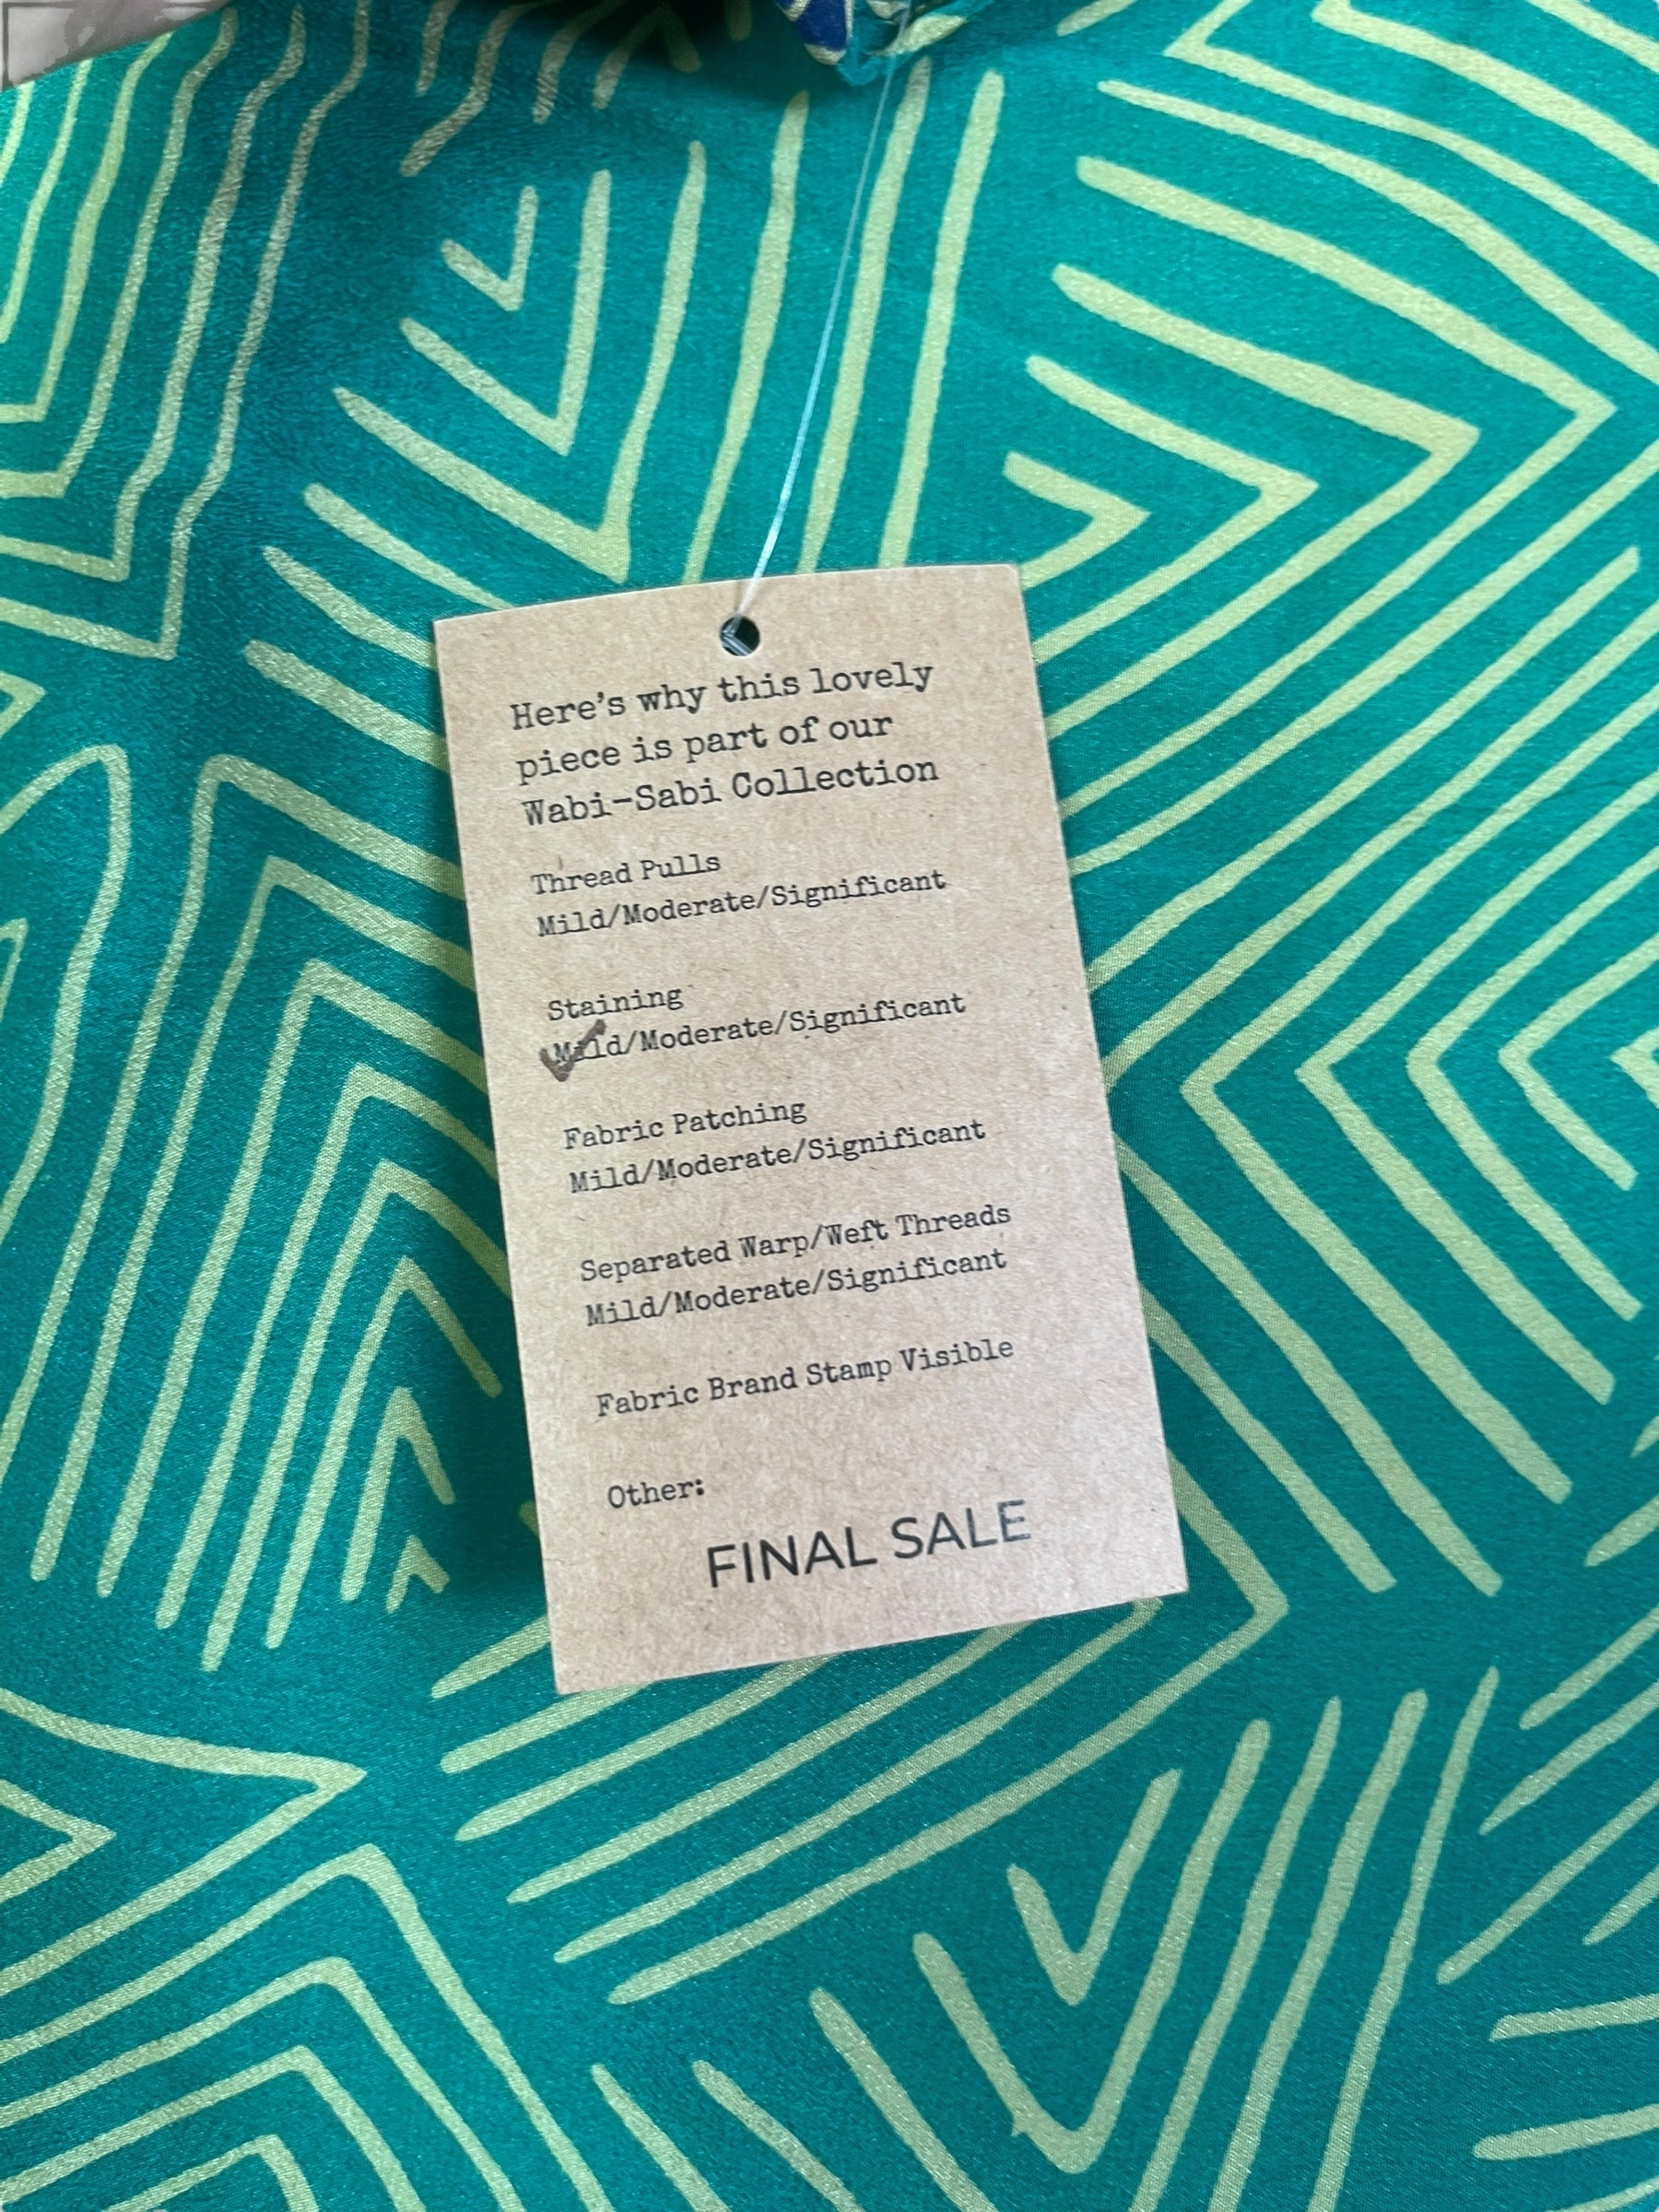 Here's why this lovely
piece is part of our
Wabi-Sabi Collection
Thread Pulls
Mild/Moderate/Significant
Staining
Mild/Moderate/Significant
Fabric Patching
Mild/Moderate/Significant
Separated Warp/Weft Threads
Mild/Moderate/Significant
Fabric Brand Stamp Visible
Other:
FINAL SALE